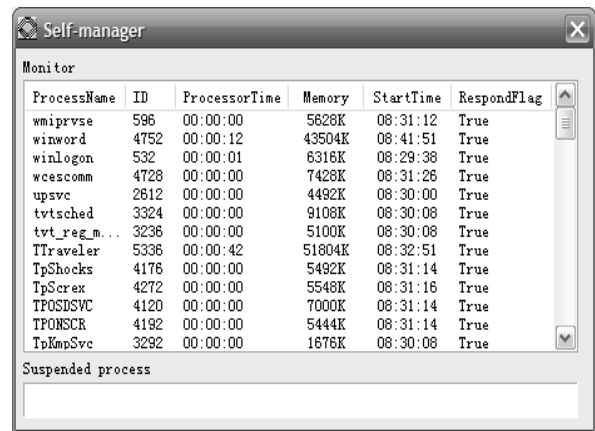 Self-manager
Monitor
ProcessName ID ProcessorTime Memory StartTime RespondFlag
wmiprvse 596 00:00:00 5628K 08:31:12 True
winword 4752 00:00:12 43504K 08:41:51 True
winlogon 532 00:00:01 6316K 08:29:38 True
wcescomm 4728 00:00:00 7428K 08:31:26 True
upsvc 2612 00:00:00 4492K 08:30:00 True
tvtsched 3324 00:00:00 9108K 08:30:08 True
tvt_reg_m... 3236 00:00:00 5100K 08:30:08 True
TTraveler 5336 00:00:42 51804K 08:32:51 True
TpShocks 4176 00:00:00 5492K 08:31:14 True
TpScrex 4272 00:00:00 5548K 08:31:16 True
TPOSDSVC 4120 00:00:00 7000K 08:31:14 True
TPONSCR 4192 00:00:00 5444K 08:31:14 True
TpKmpSvc 3292 00:00:00 1676K 08:30:08 True
Suspended process